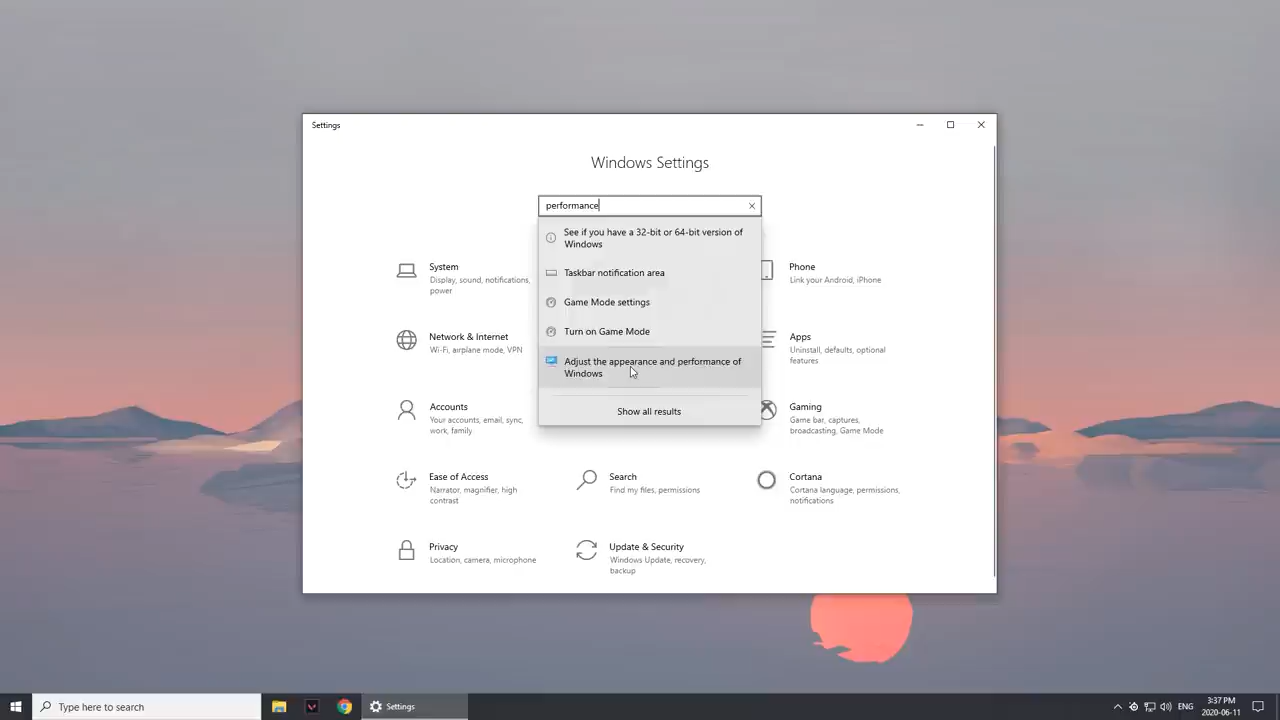 Settings
Windows Settings
performance
See if you have a 32-bit or 64-bit version of
Windows
Taskbar notification area
Game Mode settings
Turn on Game Mode
Adjust the appearance and performance of
Windows
Show all results
System
Display, sound, notifications,
power
Phone
Link your Android, iPhone
Network & Internet
Wi-Fi, airplane mode, VPN
Apps
Uninstall, defaults, optional
features
Accounts
Your accounts, email, sync,
work, family
Gaming
Game bar, captures,
broadcasting, Game Mode
Ease of Access
Narrator, magnifier, high
contrast
Search
Find my files, permissions
Cortana
Cortana language, permissions,
notifications
Privacy
Location, camera, microphone
Update & Security
Windows Update, recovery,
backup
Type here to search
Settings
ENG
3:37 PM
2020-06-11